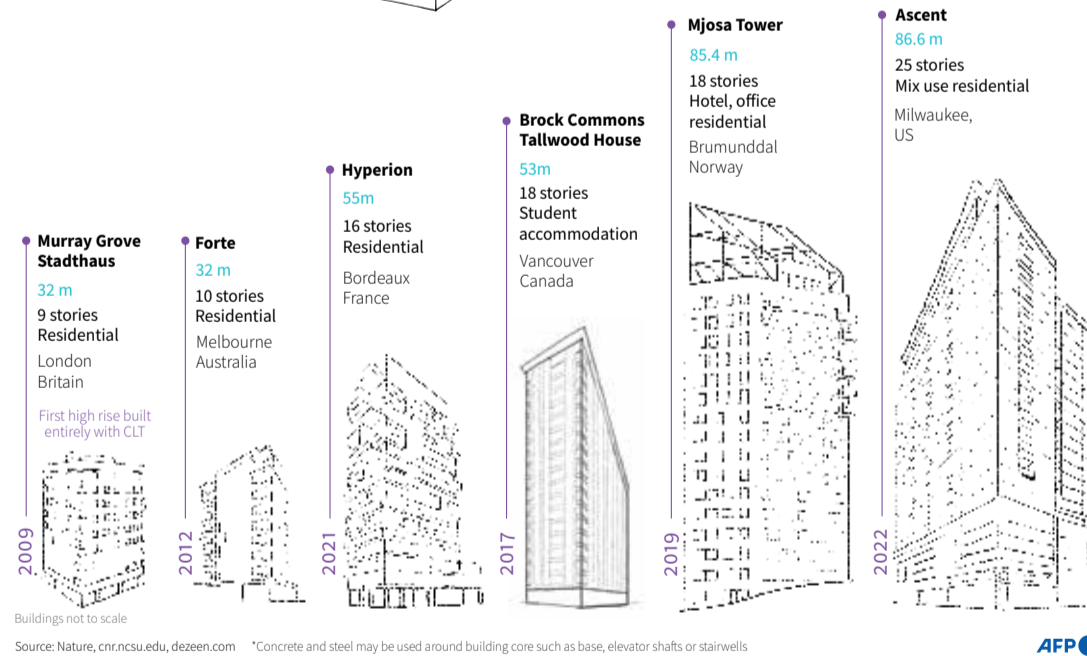 Murray Grove
Stadthaus
32 m
9 stories
Residential
London
Britain
First high rise built
entirely with CLT
2009
Forte
32 m
10 stories
Residential
Melbourne
Australia
2012
Hyperion
55m
16 stories
Residential
Bordeaux
France
2021
Brock Commons
Tallwood House
53m
18 stories
Student
accommodation
Vancouver
Canada
2017
Mjosa Tower
85.4 m
18 stories
Hotel, office
residential
Brumunddal
Norway
2019
Ascent
86.6 m
25 stories
Mix use residential
Milwaukee,
US
2022
Buildings not to scale
Source: Nature, cnr.ncsu.edu, dezeen.com
*Concrete and steel may be used around building core such as base, elevator shafts or stairwells
AFP